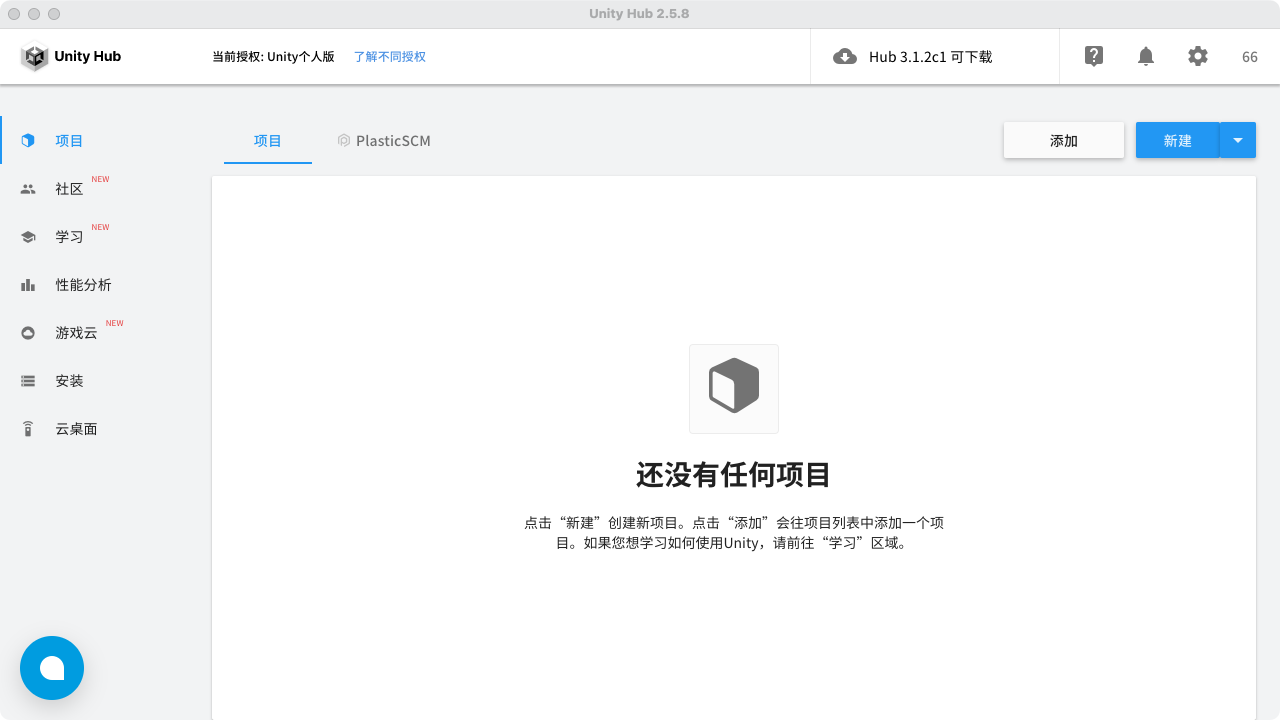 Unity Hub 2.5.8
Unity Hub
当前授权: Unity个人版
了解不同授权
Hub 3.1.2c1 可下载
66
项目
社区
NEW
学习
NEW
性能分析
游戏云
NEW
安装
云桌面
项目
PlasticSCM
添加
新建
还没有任何项目
点击“新建”创建新项目。点击“添加”会往项目列表中添加一个项
目。如果您想学习如何使用Unity，请前往“学习”区域。